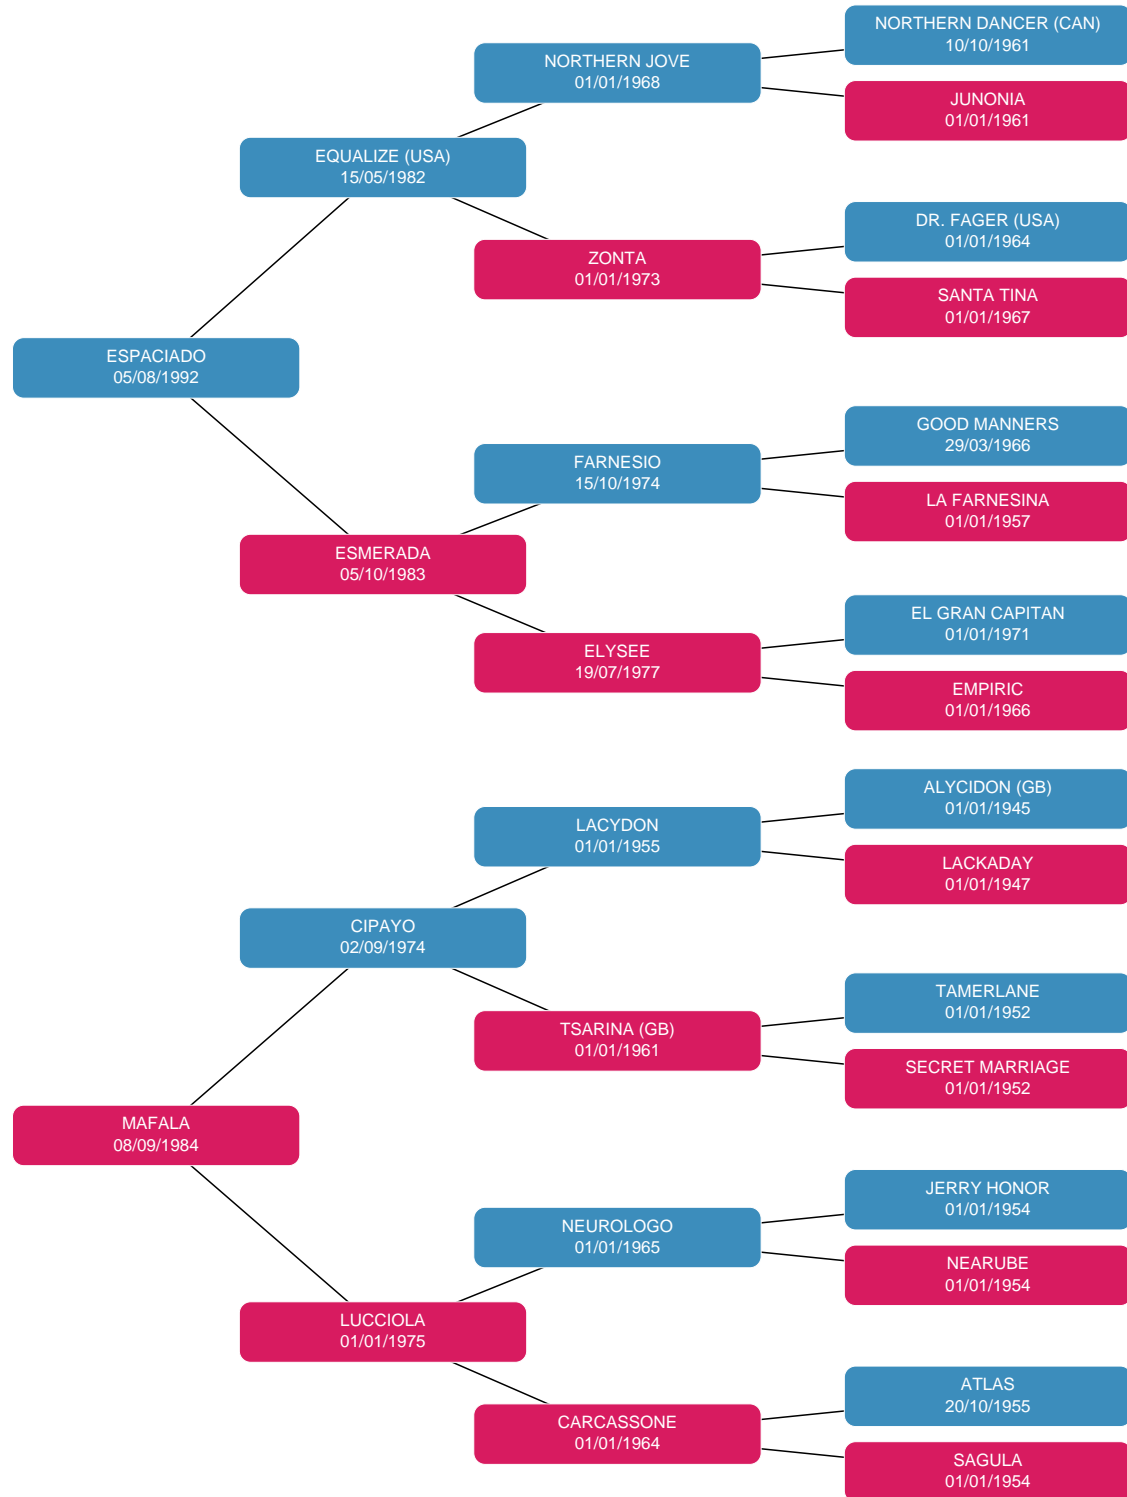 NORTHERN DANCER (CAN)
10/10/1961
NORTHERN JOVE
01/01/1968
JUNONIA
01/01/1961
EQUALIZE (USA)
15/05/1982
DR. FAGER (USA)
01/01/1964
ZONTA
01/01/1973
SANTA TINA
01/01/1967
ESPACIADO
05/08/1992
GOOD MANNERS
29/03/1966
FARNESIO
15/10/1974
LA FARNESINA
01/01/1957
ESMERADA
05/10/1983
EL GRAN CAPITAN
01/01/1971
ELYSEE
19/07/1977
EMPIRIC
01/01/1966
ALYCIDON (GB)
01/01/1945
LACYDON
01/01/1955
LACKADAY
01/01/1947
CIPAYO
02/09/1974
TAMERLANE
01/01/1952
TSARINA (GB)
01/01/1961
SECRET MARRIAGE
01/01/1952
MAFALA
08/09/1984
JERRY HONOR
01/01/1954
NEUROLOGO
01/01/1965
NEARUBE
01/01/1954
LUCCIOLA
01/01/1975
ATLAS
20/10/1955
CARCASSONE
01/01/1964
SAGULA
01/01/1954